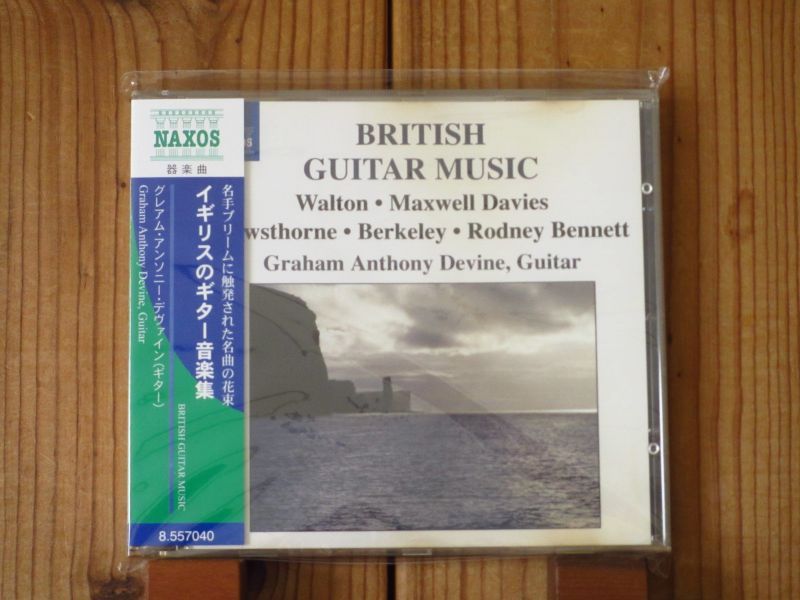 NAXOS
器楽曲
名手ブリームに触発された名曲の花束
イギリスのギター音楽集
BRITISH GUITAR MUSIC
グレアム・アンソニー・デヴァイン(ギター)
Graham Anthony Devine, Guitar
8.557040
BRITISH
GUITAR MUSIC
Walton • Maxwell Davies
wsthorne • Berkeley • Rodney Bennett
Graham Anthony Devine, Guitar